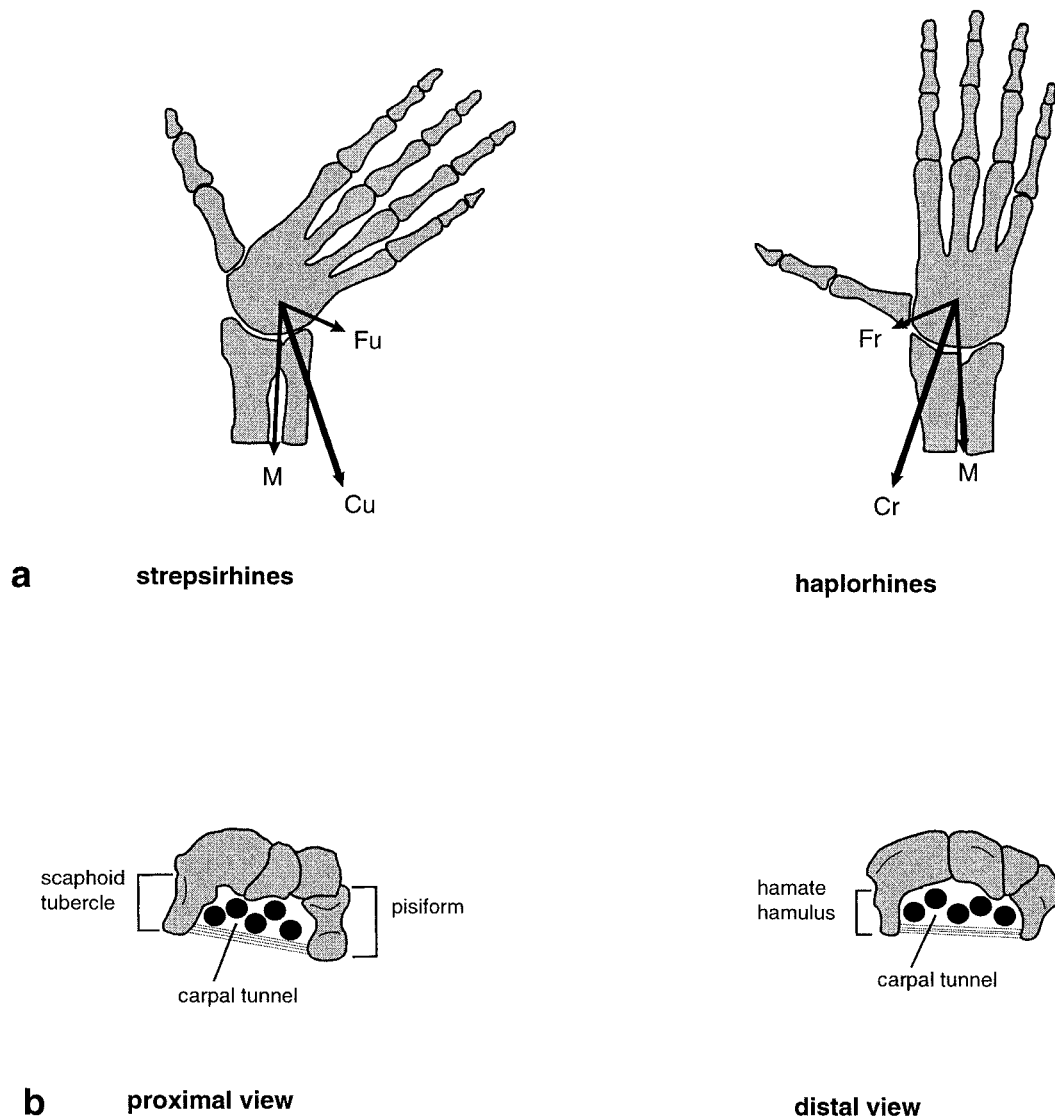 Fu
M
Cu
Fr
M
Cr
a
strepsirhines
haplorhines
scaphoid
tubercle
pisiform
carpal tunnel
hamate
hamulus
carpal tunnel
b
proximal view
distal view